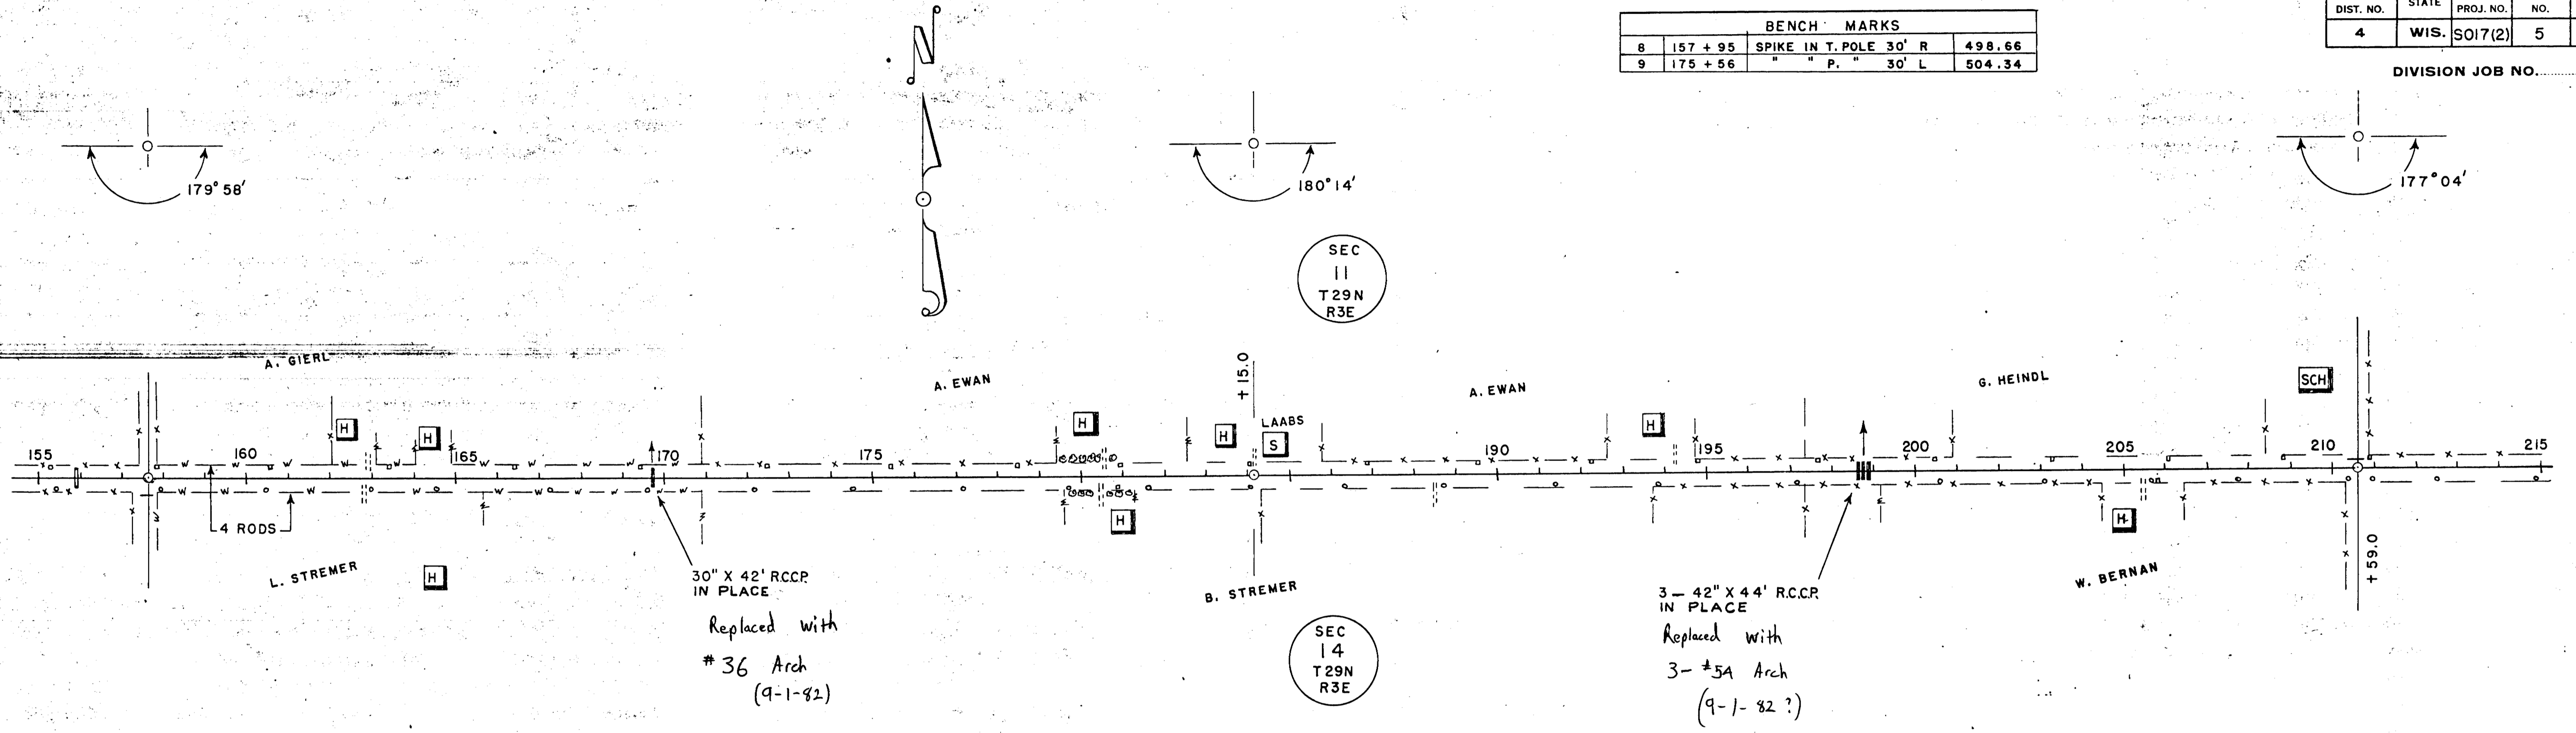 BENCH MARKS
8 157 + 95 SPIKE IN T. POLE 30' R 498.66
9 175 + 56 " " P. " 30' L 504.34
DIST. NO. STATE PROJ. NO. NO.
4 WIS. SO17(2) 5
DIVISION JOB NO.
N
179° 58'
180° 14'
177° 04'
SEC
11
T29N
R3E
A. GIERL
A. EWAN
+15.0
A. EWAN
G. HEINDL
SCH
LAABS
H
H
H
H
S
H
155 160 165 170 175 190 195 200 205 210 215
4 RODS
H
H
H
L. STREMER
B. STREMER
W. BERNAN
+59.0
30" X 42' R.C.C.P.
IN PLACE
Replaced with
#36 Arch
(9-1-82)
SEC
14
T29N
R3E
3 - 42" X 44' R.C.C.P.
IN PLACE
Replaced with
3- #54 Arch
(9-1-82 ?)